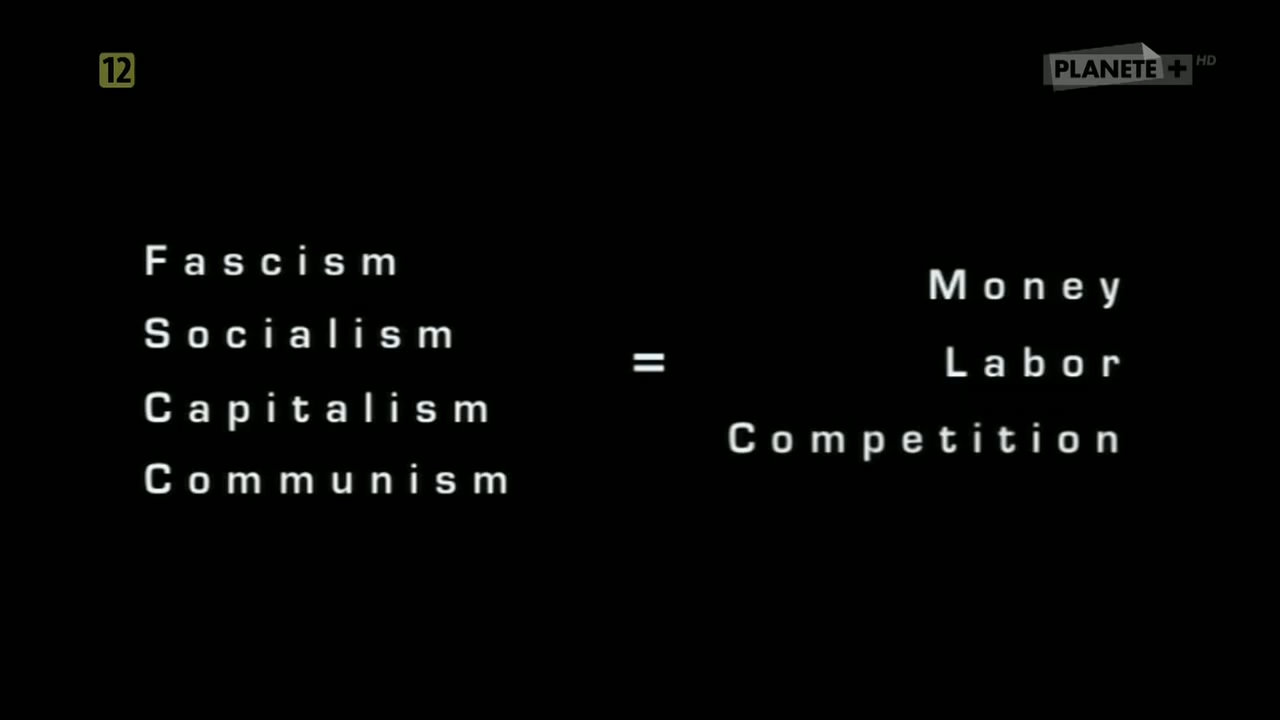 12
PLANETE + HD
Fascism
Socialism
Capitalism
Communism
=
Money
Labor
Competition